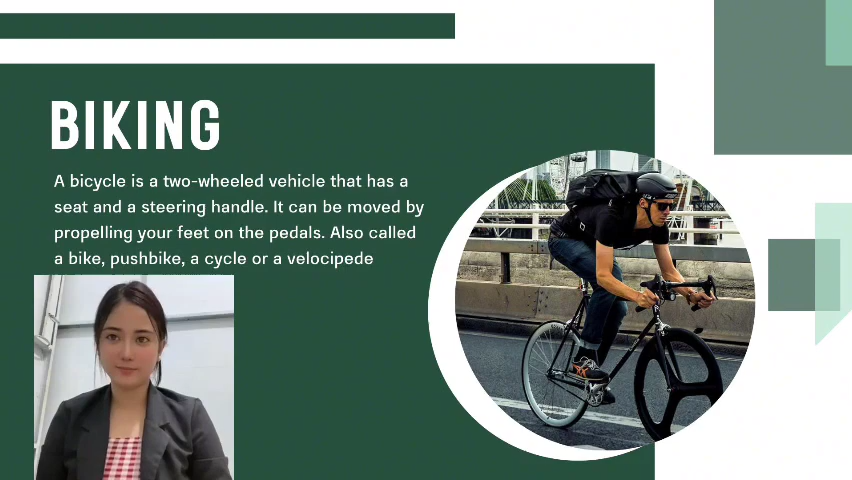 BIKING
A bicycle is a two-wheeled vehicle that has a
seat and a steering handle. It can be moved by
propelling your feet on the pedals. Also called
a bike, pushbike, a cycle or a velocipede